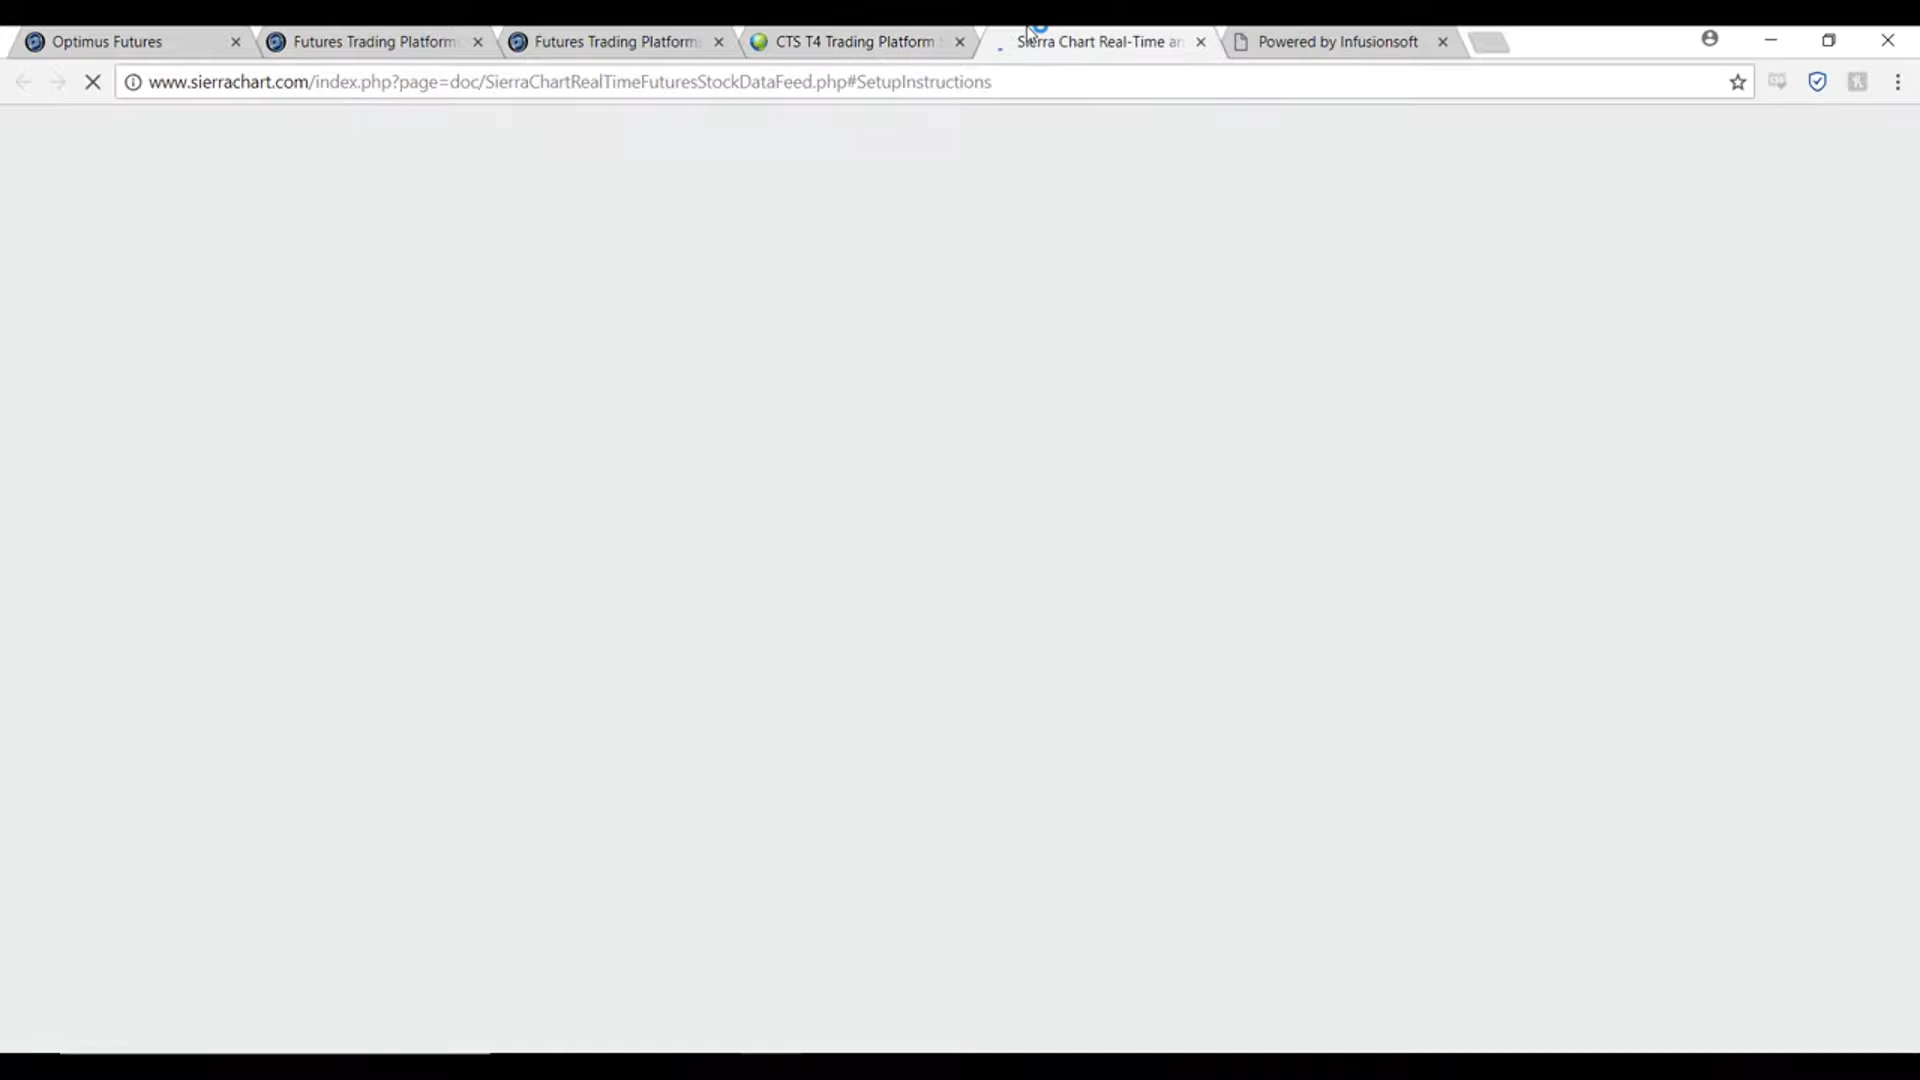 Optimus Futures
Futures Trading Platform
Futures Trading Platform
CTS T4 Trading Platform
Sierra Chart Real-Time an
Powered by Infusionsoft
www.sierrachart.com/index.php?page=doc/SierraChartRealTimeFuturesStockDataFeed.php#SetupInstructions